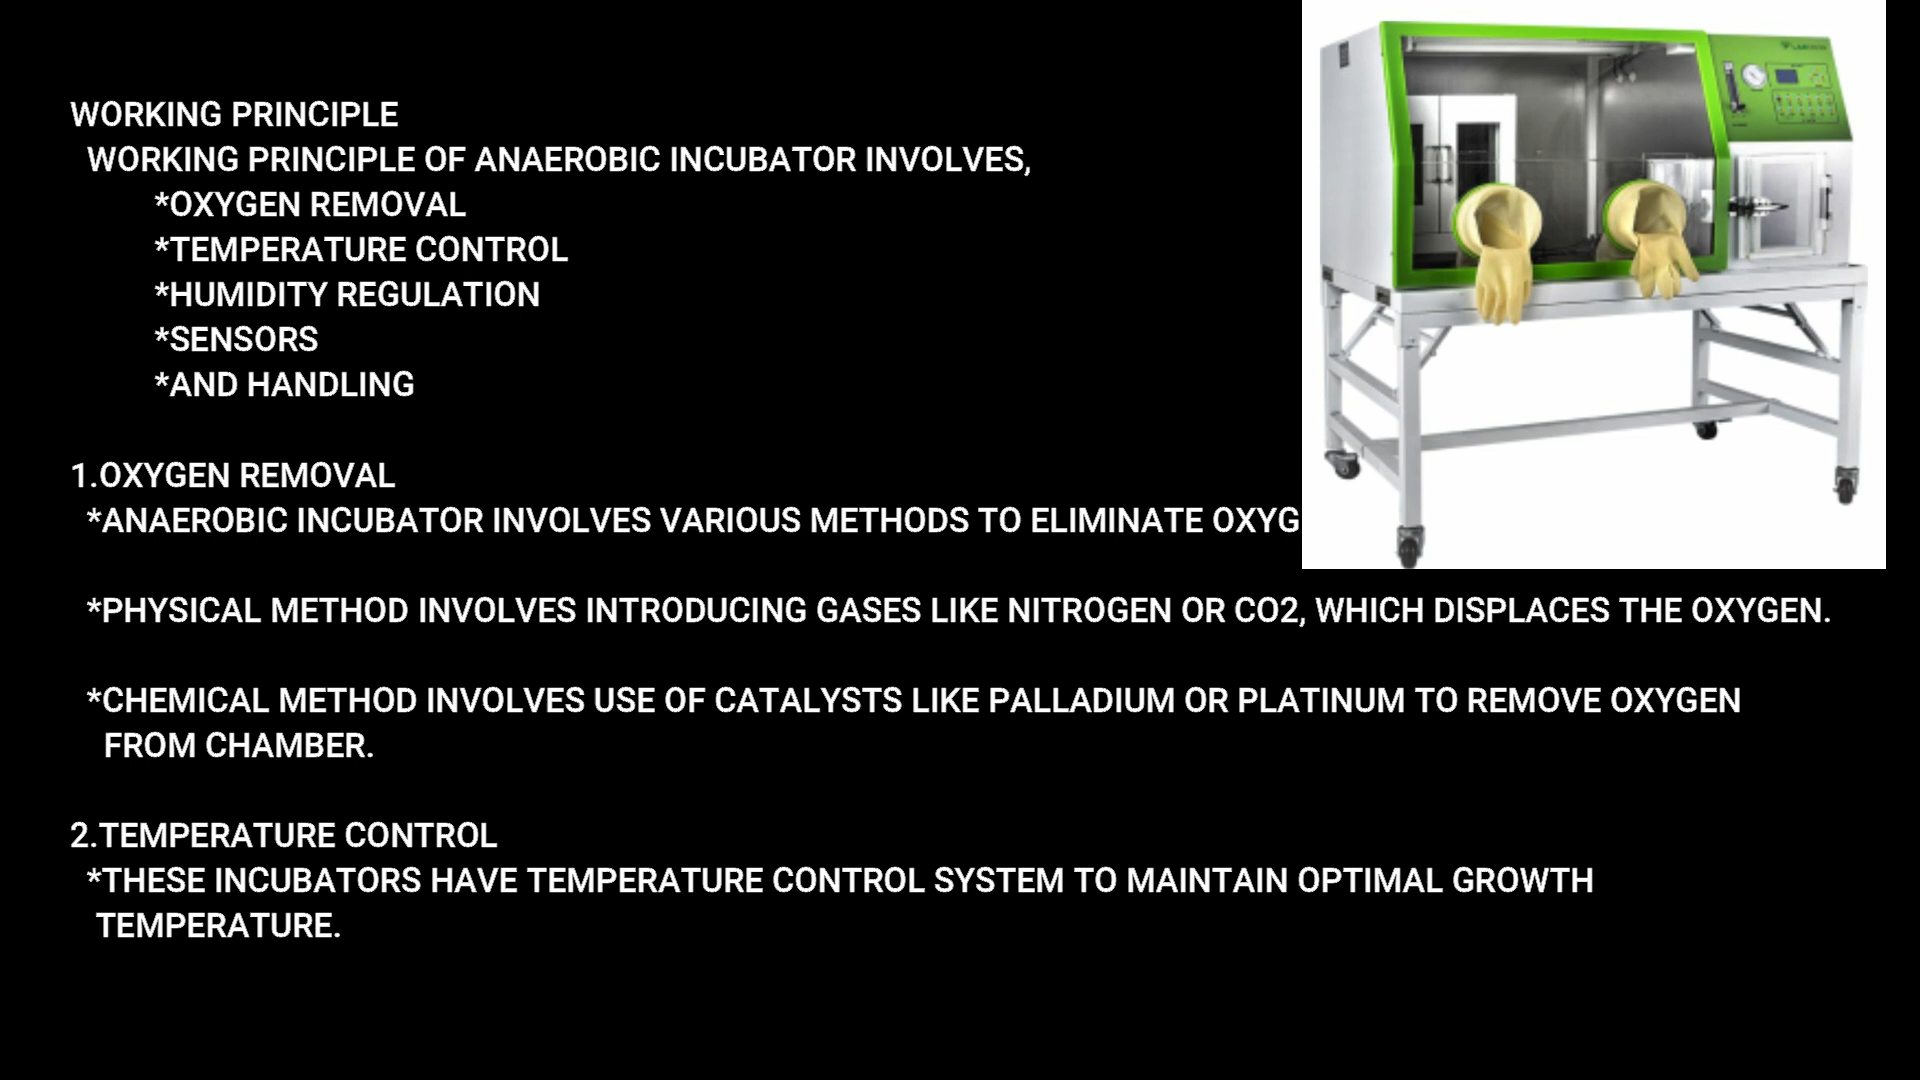 WORKING PRINCIPLE
WORKING PRINCIPLE OF ANAEROBIC INCUBATOR INVOLVES,
*OXYGEN REMOVAL
*TEMPERATURE CONTROL
*HUMIDITY REGULATION
*SENSORS
*AND HANDLING
1.OXYGEN REMOVAL
*ANAEROBIC INCUBATOR INVOLVES VARIOUS METHODS TO ELIMINATE OXYG
*PHYSICAL METHOD INVOLVES INTRODUCING GASES LIKE NITROGEN OR CO2, WHICH DISPLACES THE OXYGEN.
*CHEMICAL METHOD INVOLVES USE OF CATALYSTS LIKE PALLADIUM OR PLATINUM TO REMOVE OXYGEN
FROM CHAMBER.
2.TEMPERATURE CONTROL
*THESE INCUBATORS HAVE TEMPERATURE CONTROL SYSTEM TO MAINTAIN OPTIMAL GROWTH
TEMPERATURE.